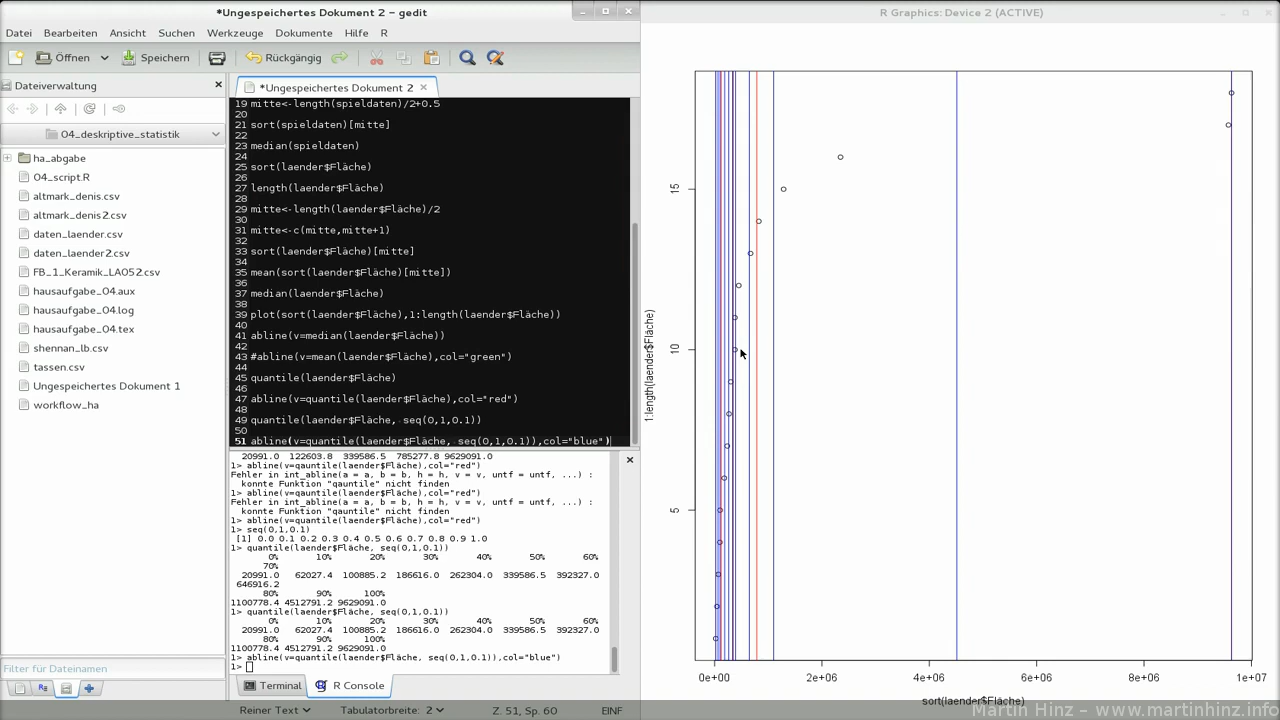 *Ungespeichertes Dokument 2 – gedit
R Graphics: Device 2 (ACTIVE)
Datei Bearbeiten Ansicht Suchen Werkzeuge Dokumente Hilfe R
Öffnen Speichern Rückgängig
Dateiverwaltung
*Ungespeichertes Dokument 2
04_deskriptive_statistik
ha_abgabe
04_script.R
altmark_denis.csv
altmark_denis2.csv
daten_laender.csv
daten_laender2.csv
FB_1_Keramik_LA052.csv
hausaufgabe_04.aux
hausaufgabe_04.log
hausaufgabe_04.tex
shennan_lb.csv
tassen.csv
Ungespeichertes Dokument 1
workflow_ha
Filter für Dateinamen
19 mitte<-length(spieldaten)/2+0.5
20
21 sort(spieldaten)[mitte]
22
23 median(spieldaten)
24
25 sort(laender$Fläche)
26
27 length(laender$Fläche)
28
29 mitte<-length(laender$Fläche)/2
30
31 mitte<-c(mitte,mitte+1)
32
33 sort(laender$Fläche)[mitte]
34
35 mean(sort(laender$Fläche)[mitte])
36
37 median(laender$Fläche)
38
39 plot(sort(laender$Fläche),1:length(laender$Fläche))
40
41 abline(v=median(laender$Fläche))
42
43 #abline(v=mean(laender$Fläche),col="green")
44
45 quantile(laender$Fläche)
46
47 abline(v=quantile(laender$Fläche),col="red")
48
49 quantile(laender$Fläche, seq(0,1,0.1))
50
51 abline(v=quantile(laender$Fläche, seq(0,1,0.1)),col="blue")
20991.0 122603.8 339586.5 785277.8 9629091.0
1> abline(v=qauntile(laender$Fläche),col="red")
Fehler in int_abline(a = a, b = b, h = h, v = v, untf = untf, ...) :
konnte Funktion "qauntile" nicht finden
1> abline(v=qauntile(laender$Fläche),col="red")
Fehler in int_abline(a = a, b = b, h = h, v = v, untf = untf, ...) :
konnte Funktion "qauntile" nicht finden
1> abline(v=quantile(laender$Fläche),col="red")
1> seq(0,1,0.1)
[1] 0.0 0.1 0.2 0.3 0.4 0.5 0.6 0.7 0.8 0.9 1.0
1> quantile(laender$Fläche, seq(0,1,0.1))
0% 10% 20% 30% 40% 50% 60%
70%
20991.0 62027.4 100885.2 186616.0 262304.0 339586.5 392327.0
646916.2
80% 90% 100%
1100778.4 4512791.2 9629091.0
1> quantile(laender$Fläche, seq(0,1,0.1))
0% 10% 20% 30% 40% 50% 60%
20991.0 62027.4 100885.2 186616.0 262304.0 339586.5 392327.0
80% 90% 100%
1100778.4 4512791.2 9629091.0
1> abline(v=quantile(laender$Fläche, seq(0,1,0.1)),col="blue")
1>
Terminal R Console
Reiner Text Tabulatorbreite: 2 Z. 51, Sp. 60 EINF
1:length(laender$Fläche)
15
10
5
0e+00 2e+06 4e+06 6e+06 8e+06 1e+07
sort(laender$Fläche)
Martin Hinz - www.martinhinz.info